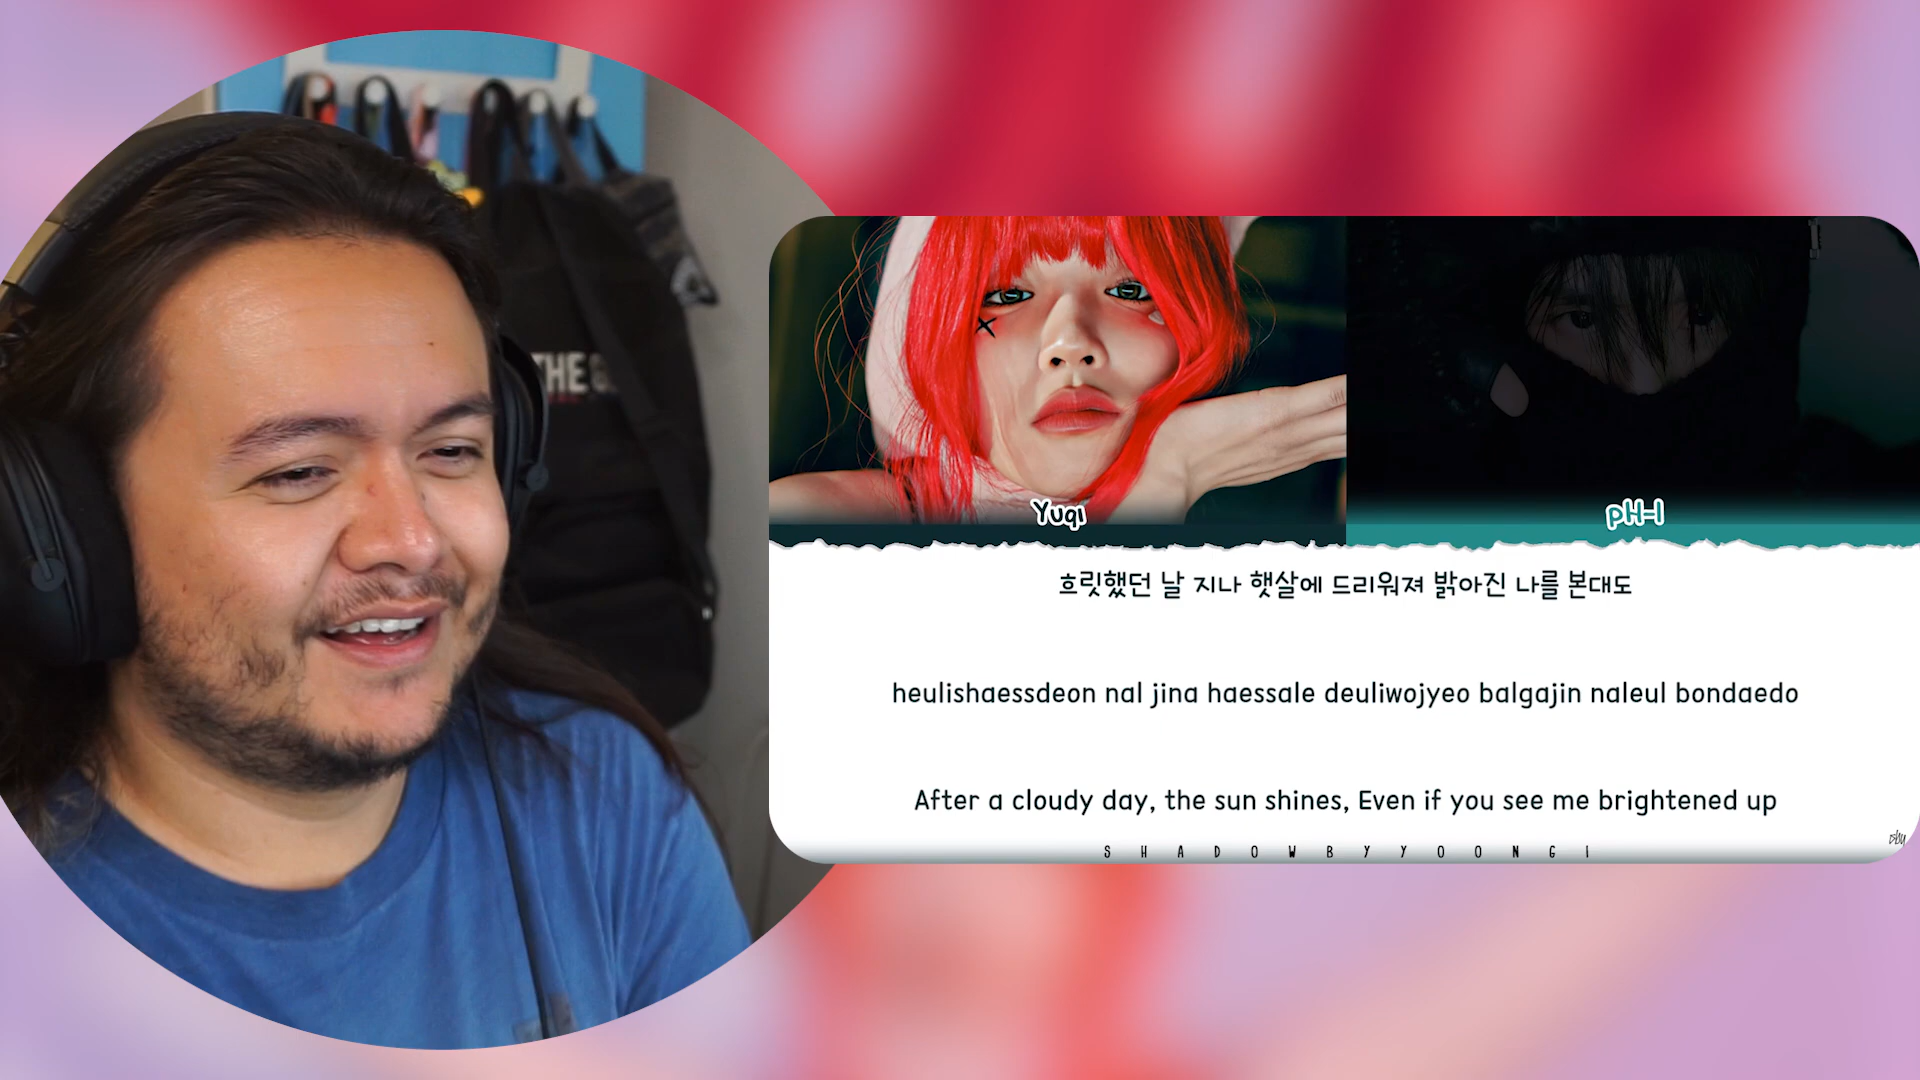 THE
Yuqi
pH-1
흐릿했던 날 지나 햇살에 드리워져 밝아진 나를 본대도
heulishaessdeon nal jina haessale deuliwojyeo balgajin naleul bondaedo
After a cloudy day, the sun shines, Even if you see me brightened up
SHADOWBYYOONGI